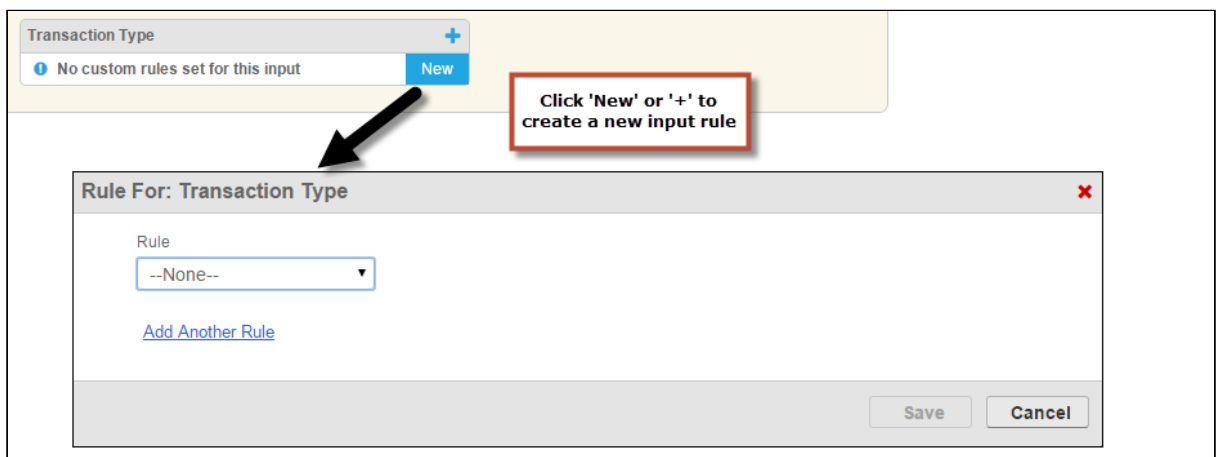 Transaction Type +
No custom rules set for this input New
Click 'New' or '+' to
create a new input rule
Rule For: Transaction Type
Rule
--None--
Add Another Rule
Save Cancel